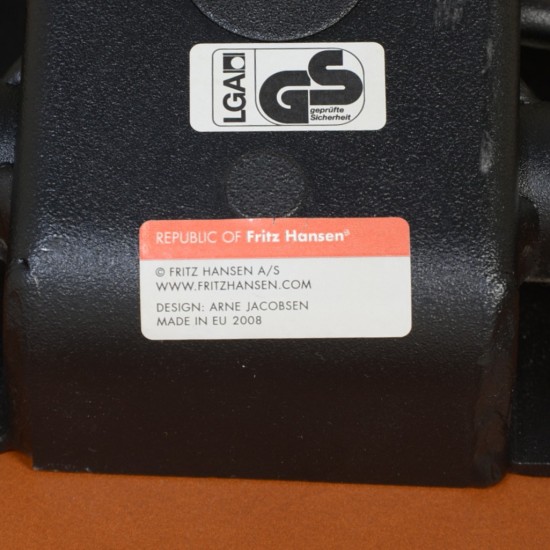 LGA
GS
geprüfte
Sicherheit
REPUBLIC OF Fritz Hansen®
© FRITZ HANSEN A/S
WWW.FRITZHANSEN.COM
DESIGN: ARNE JACOBSEN
MADE IN EU 2008